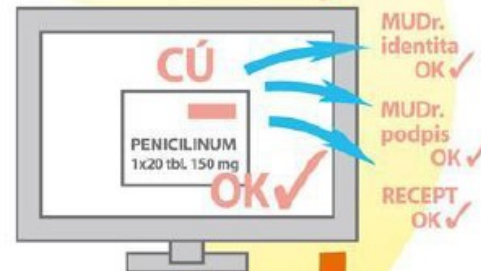 CÚ
PENICILINUM
1x20 tbl. 150 mg
OK
MUDr.
identita
OK
MUDr.
podpis
OK
RECEPT
OK